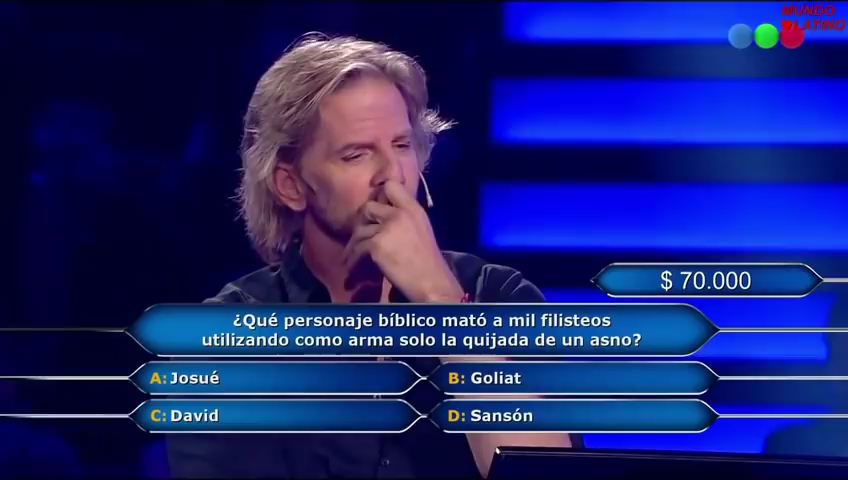 MUNDO
LATINO
$ 70.000
¿Qué personaje bíblico mató a mil filisteos
utilizando como arma solo la quijada de un asno?
A: Josué
B: Goliat
C: David
D: Sansón